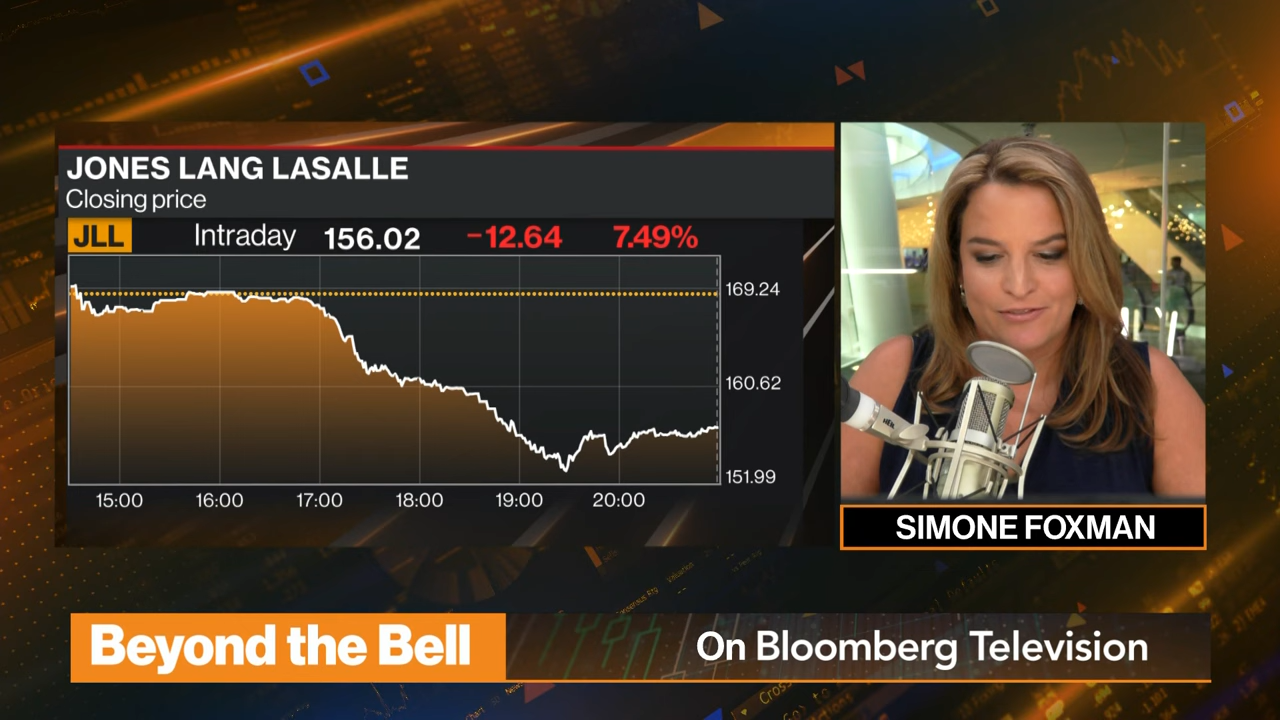 JONES LANG LASALLE
Closing price
JLL Intraday 156.02 −12.64 7.49%
169.24
160.62
151.99
15:00 16:00 17:00 18:00 19:00 20:00
SIMONE FOXMAN
Beyond the Bell
On Bloomberg Television